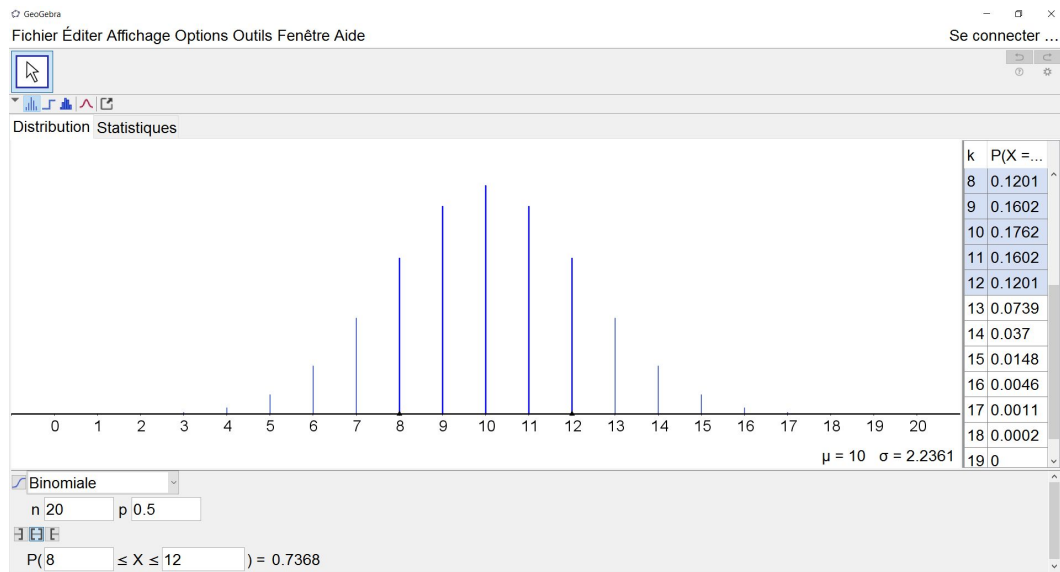 GeoGebra
Fichier Éditer Affichage Options Outils Fenêtre Aide Se connecter ...
Distribution Statistiques
k P(X =...
8 0.1201
9 0.1602
10 0.1762
11 0.1602
12 0.1201
13 0.0739
14 0.037
15 0.0148
16 0.0046
17 0.0011
18 0.0002
19 0
0 1 2 3 4 5 6 7 8 9 10 11 12 13 14 15 16 17 18 19 20
μ = 10 σ = 2.2361
Binomiale
n 20 p 0.5
P( 8 ≤ X ≤ 12 ) = 0.7368